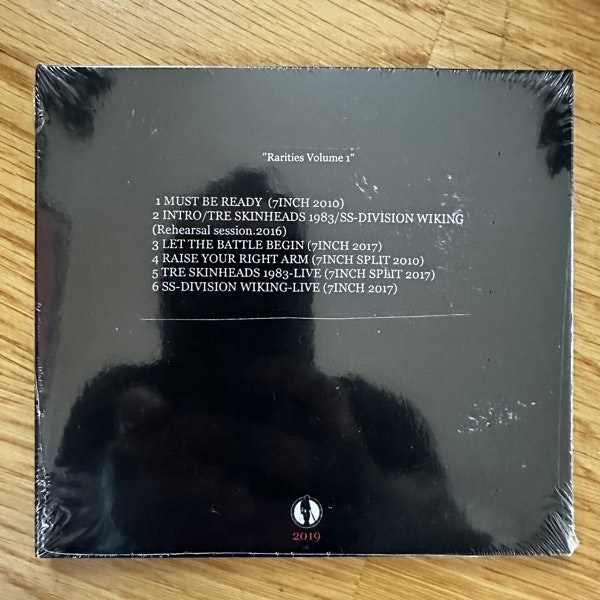 "Rarities Volume 1"
1 MUST BE READY (7INCH 2010)
2 INTRO/TRE SKINHEADS 1983/SS-DIVISION WIKING
(Rehearsal session.2016)
3 LET THE BATTLE BEGIN (7INCH 2017)
4 RAISE YOUR RIGHT ARM (7INCH SPLIT 2010)
5 TRE SKINHEADS 1983-LIVE (7INCH SPLIT 2017)
6 SS-DIVISION WIKING-LIVE (7INCH 2017)
2019